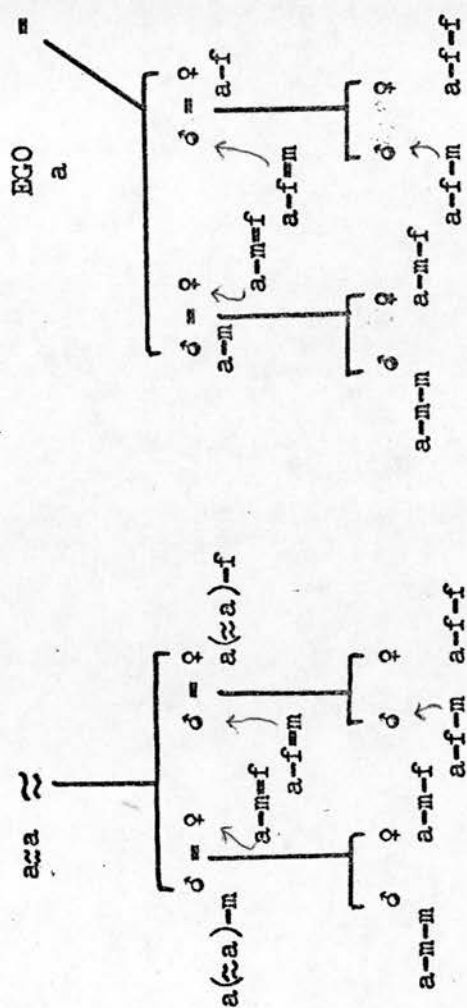 EGO =
a≈a ≈ a
♂ = ♀ ♂ = ♀ ♂ = ♀ ♂ = ♀
a(≈a)-m a(≈a)-f a-m a-f
a-m=f a-m=f
a-f=m a-f=m
♂ ♀ ♂ ♀ ♂ ♀ ♂ ♀
a-m-m a-m-f a-f-m a-f-f a-m-m a-m-f a-f-m a-f-f